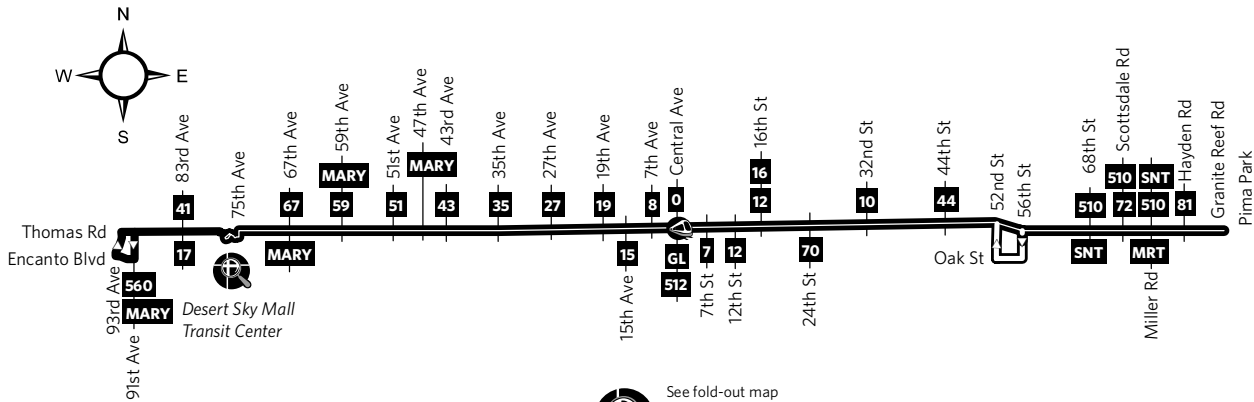 N
W E
S
83rd Ave
75th Ave
67th Ave
59th Ave
51st Ave
47th Ave
43rd Ave
35th Ave
27th Ave
19th Ave
7th Ave
Central Ave
16th St
32nd St
44th St
52nd St
56th St
68th St
Scottsdale Rd
Hayden Rd
Granite Reef Rd
Pima Park
MARY MARY 16 510 SNT
41 67 59 51 43 35 27 19 8 0 12 10 44 510 72 510 81
Thomas Rd
Encanto Blvd
17 MARY 15 GL 7 12 70 Oak St SNT MRT
560 512
MARY
Desert Sky Mall
Transit Center
93rd Ave
91st Ave
15th Ave
7th St
12th St
24th St
Miller Rd
See fold-out map